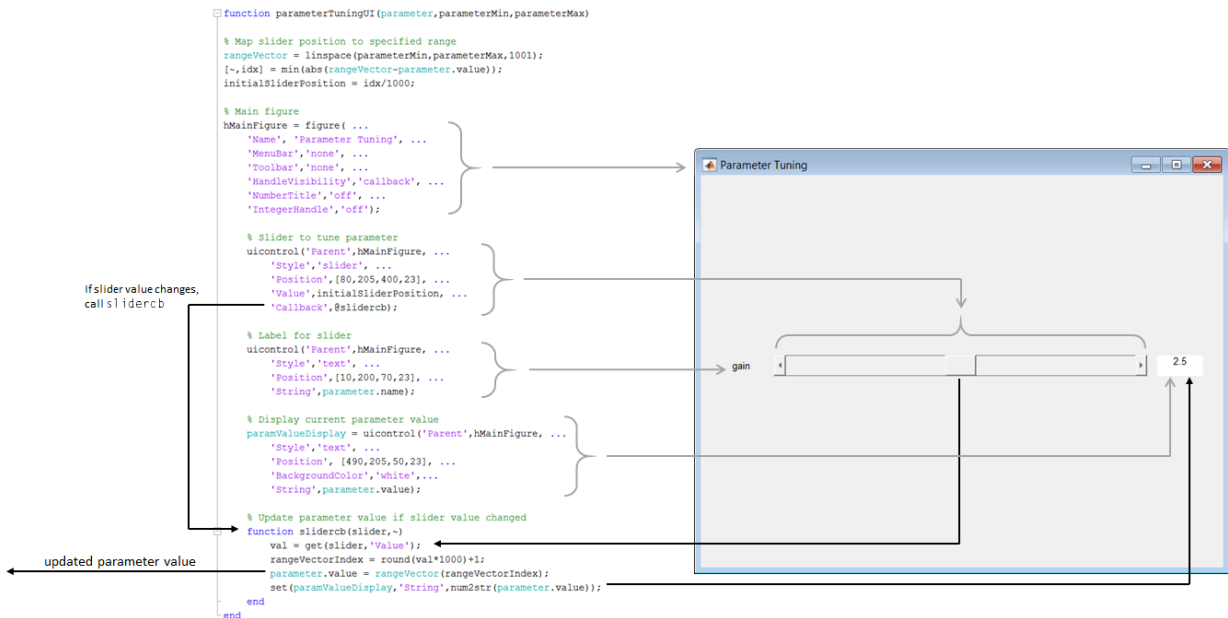 function parameterTuningUI(parameter,parameterMin,parameterMax)
% Map slider position to specified range
rangeVector = linspace(parameterMin,parameterMax,1001);
[~,idx] = min(abs(rangeVector-parameter.value));
initialSliderPosition = idx/1000;
% Main figure
hMainFigure = figure( ...
'Name', 'Parameter Tuning', ...
'MenuBar','none', ...
'Toolbar','none', ...
'HandleVisibility','callback', ...
'NumberTitle','off', ...
'IntegerHandle','off');
% Slider to tune parameter
uicontrol('Parent',hMainFigure, ...
'Style','slider', ...
'Position',[80,205,400,23], ...
'Value',initialSliderPosition, ...
'Callback',@slidercb);
% Label for slider
uicontrol('Parent',hMainFigure, ...
'Style','text', ...
'Position',[10,200,70,23], ...
'String',parameter.name);
% Display current parameter value
paramValueDisplay = uicontrol('Parent',hMainFigure, ...
'Style','text', ...
'Position', [490,205,50,23], ...
'BackgroundColor','white',...
'String',parameter.value);
% Update parameter value if slider value changed
function slidercb(slider,~)
val = get(slider,'Value');
rangeVectorIndex = round(val*1000)+1;
parameter.value = rangeVector(rangeVectorIndex);
set(paramValueDisplay,'String',num2str(parameter.value));
end
end
If slider value changes,
call slidercb
updated parameter value
Parameter Tuning
gain
2.5